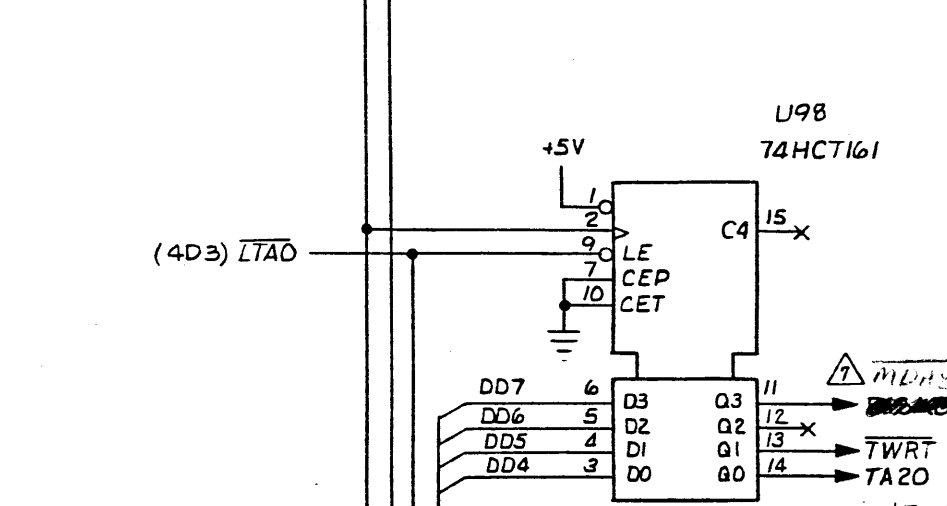 U98
74HCT161
+5V
1
2
9
7
10
LE
CEP
CET
C4
15
(4D3) LTAO
7
DD7 6 D3 Q3 11
DD6 5 D2 Q2 12
DD5 4 D1 Q1 13 TWRT
DD4 3 D0 Q0 14 TA20